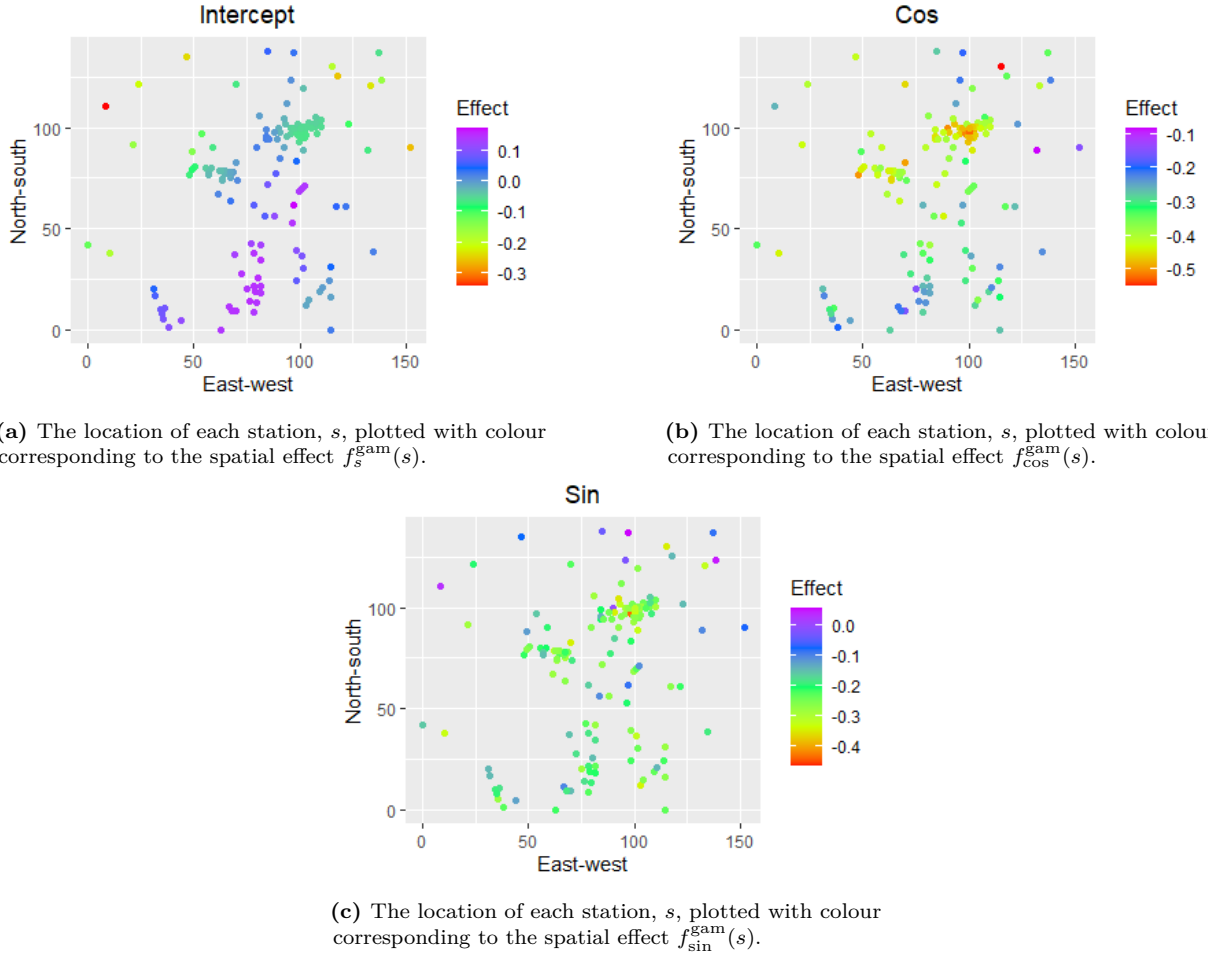 Intercept
North-south
100
50
0
0
50
100
150
East-west
Effect
0.1
0.0
-0.1
-0.2
-0.3
(a) The location of each station, s, plotted with colour
corresponding to the spatial effect f_s^gam(s).
Cos
North-south
100
50
0
0
50
100
150
East-west
Effect
-0.1
-0.2
-0.3
-0.4
-0.5
(b) The location of each station, s, plotted with colou
corresponding to the spatial effect f_cos^gam(s).
Sin
North-south
100
50
0
0
50
100
150
East-west
Effect
0.0
-0.1
-0.2
-0.3
-0.4
(c) The location of each station, s, plotted with colour
corresponding to the spatial effect f_sin^gam(s).